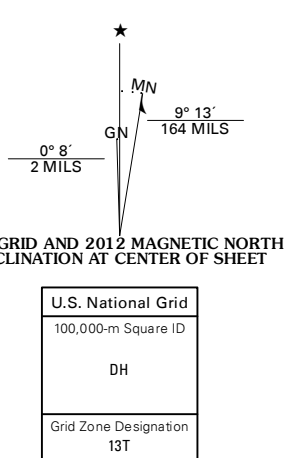 ★
MN
GN
9° 13´
164 MILS
0° 8´
2 MILS
GRID AND 2012 MAGNETIC NORTH
CLINATION AT CENTER OF SHEET
U.S. National Grid
100,000-m Square ID
DH
Grid Zone Designation
13T